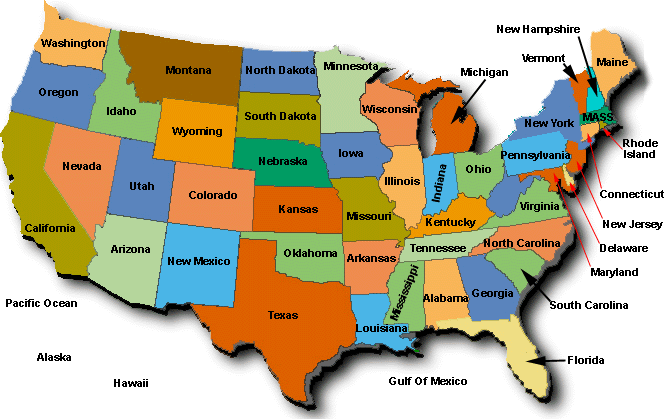 New Hampshire
Washington
Vermont
Maine
Montana
North Dakota
Minnesota
Michigan
Oregon
Idaho
Wisconsin
South Dakota
New York
MASS
Wyoming
Rhode
Island
Nebraska
Iowa
Pennsylvania
Nevada
Utah
Illinois
Indiana
Ohio
Colorado
Connecticut
Kansas
Missouri
Kentucky
Virginia
New Jersey
California
Arizona
Tennessee
North Carolina
Delaware
New Mexico
Oklahoma
Arkansas
Maryland
Mississippi
Alabama
Georgia
South Carolina
Pacific Ocean
Texas
Louisiana
Alaska
Florida
Hawaii
Gulf Of Mexico